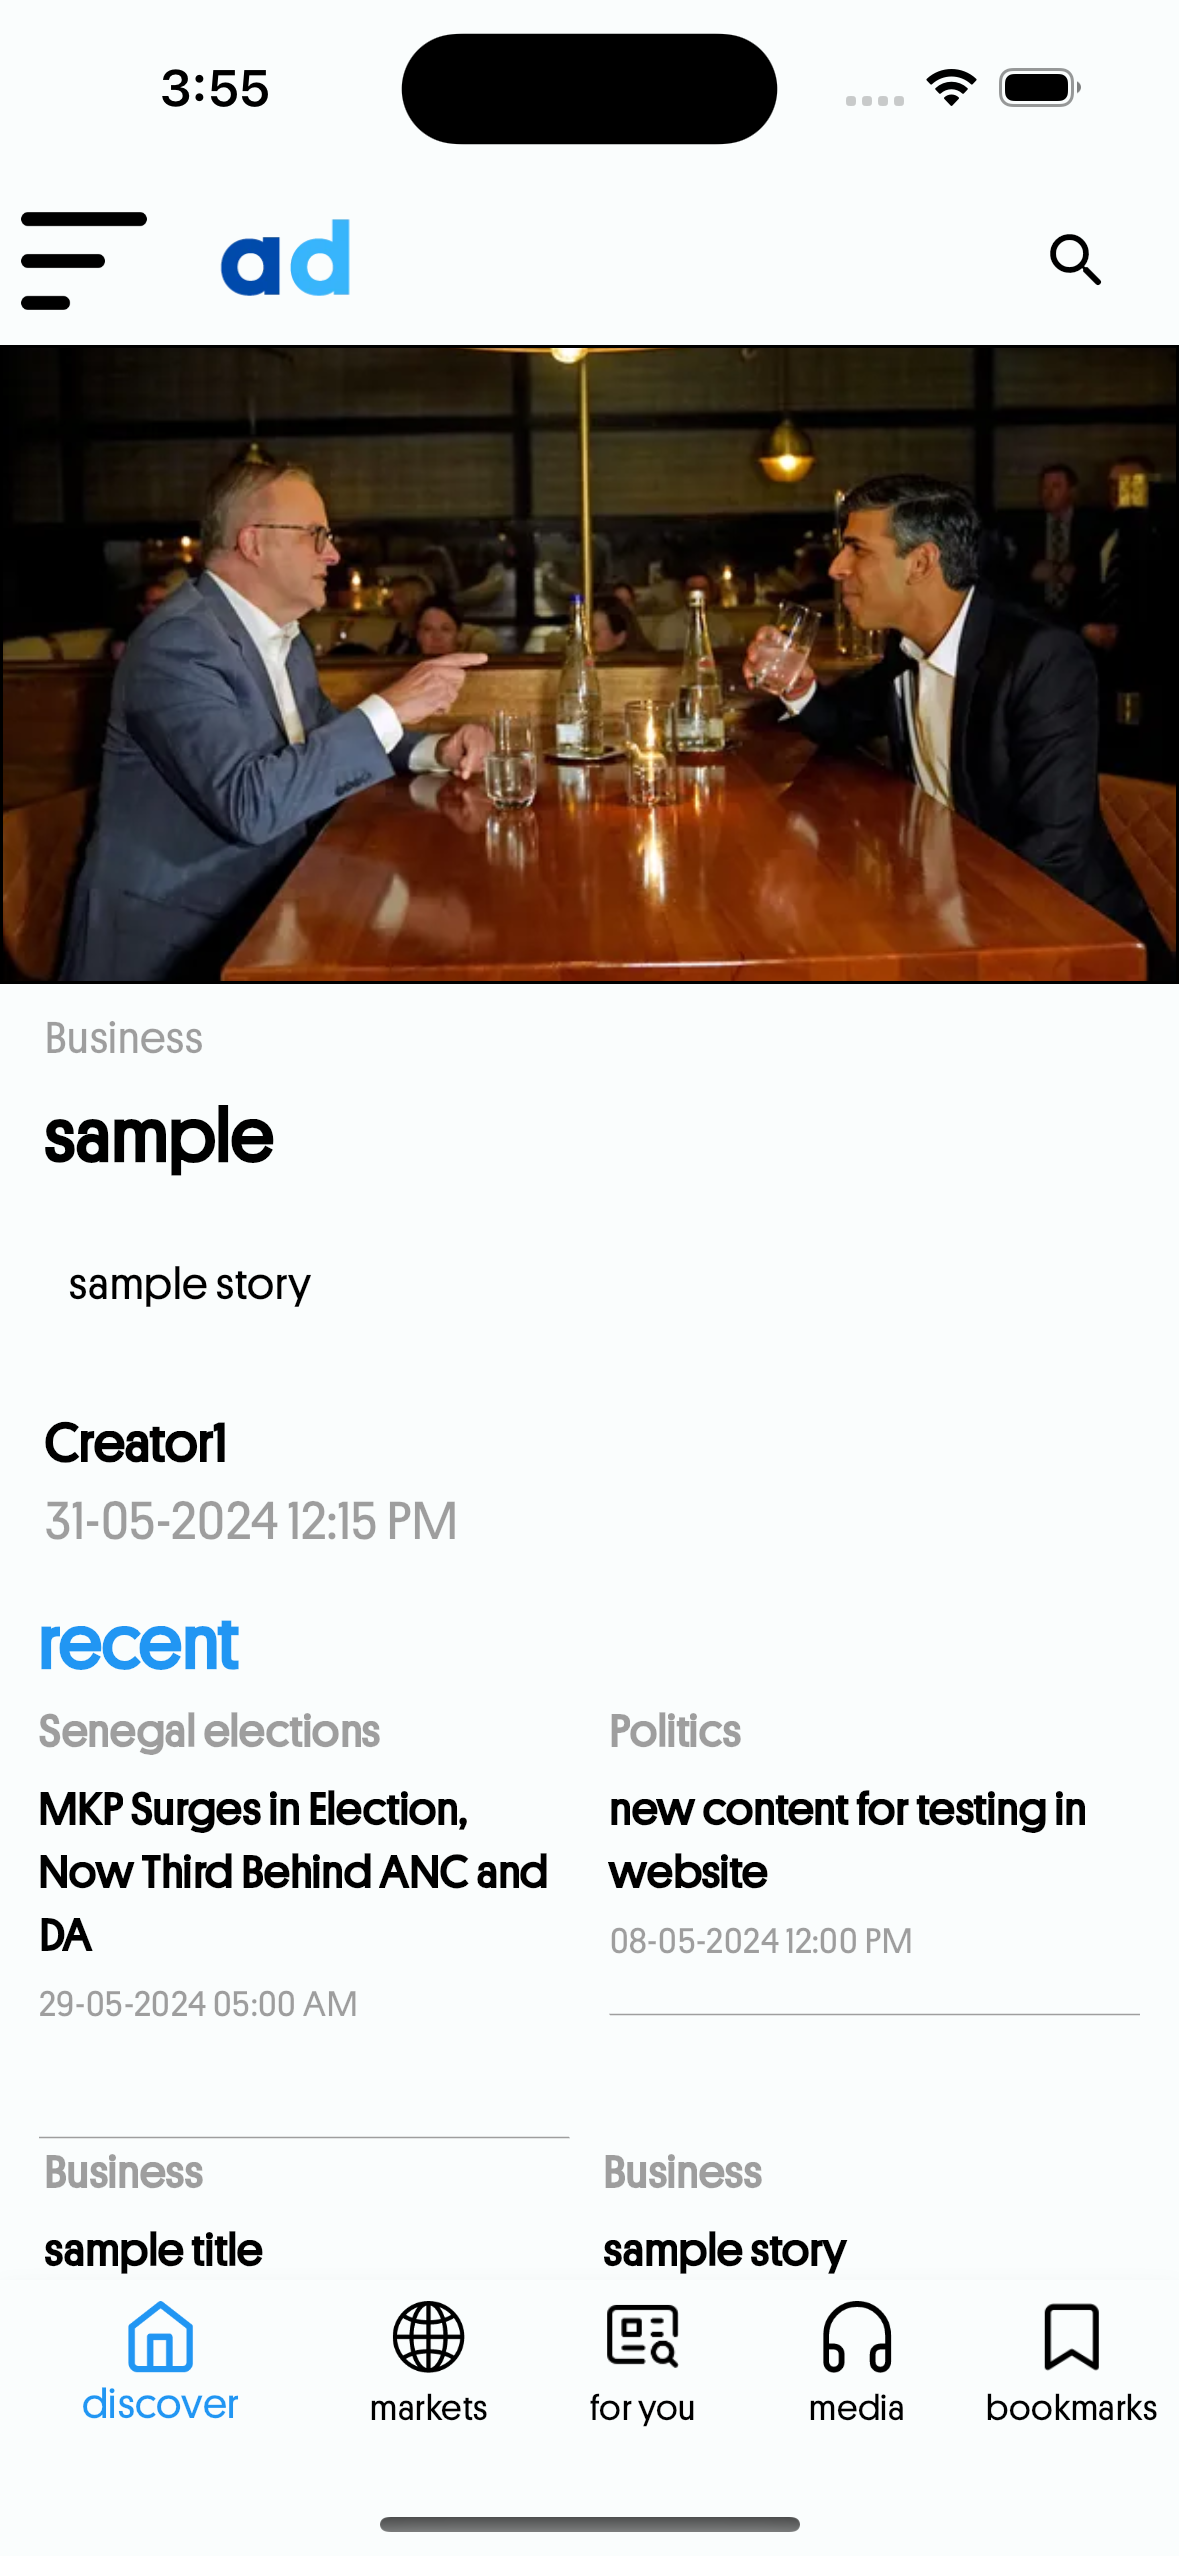 3:55
ad
Business
sample
sample story
Creator1
31-05-2024 12:15 PM
recent
Senegal elections
MKP Surges in Election,
Now Third Behind ANC and
DA
29-05-2024 05:00 AM
Politics
new content for testing in
website
08-05-2024 12:00 PM
Business
sample title
Business
sample story
discover
markets
for you
media
bookmarks